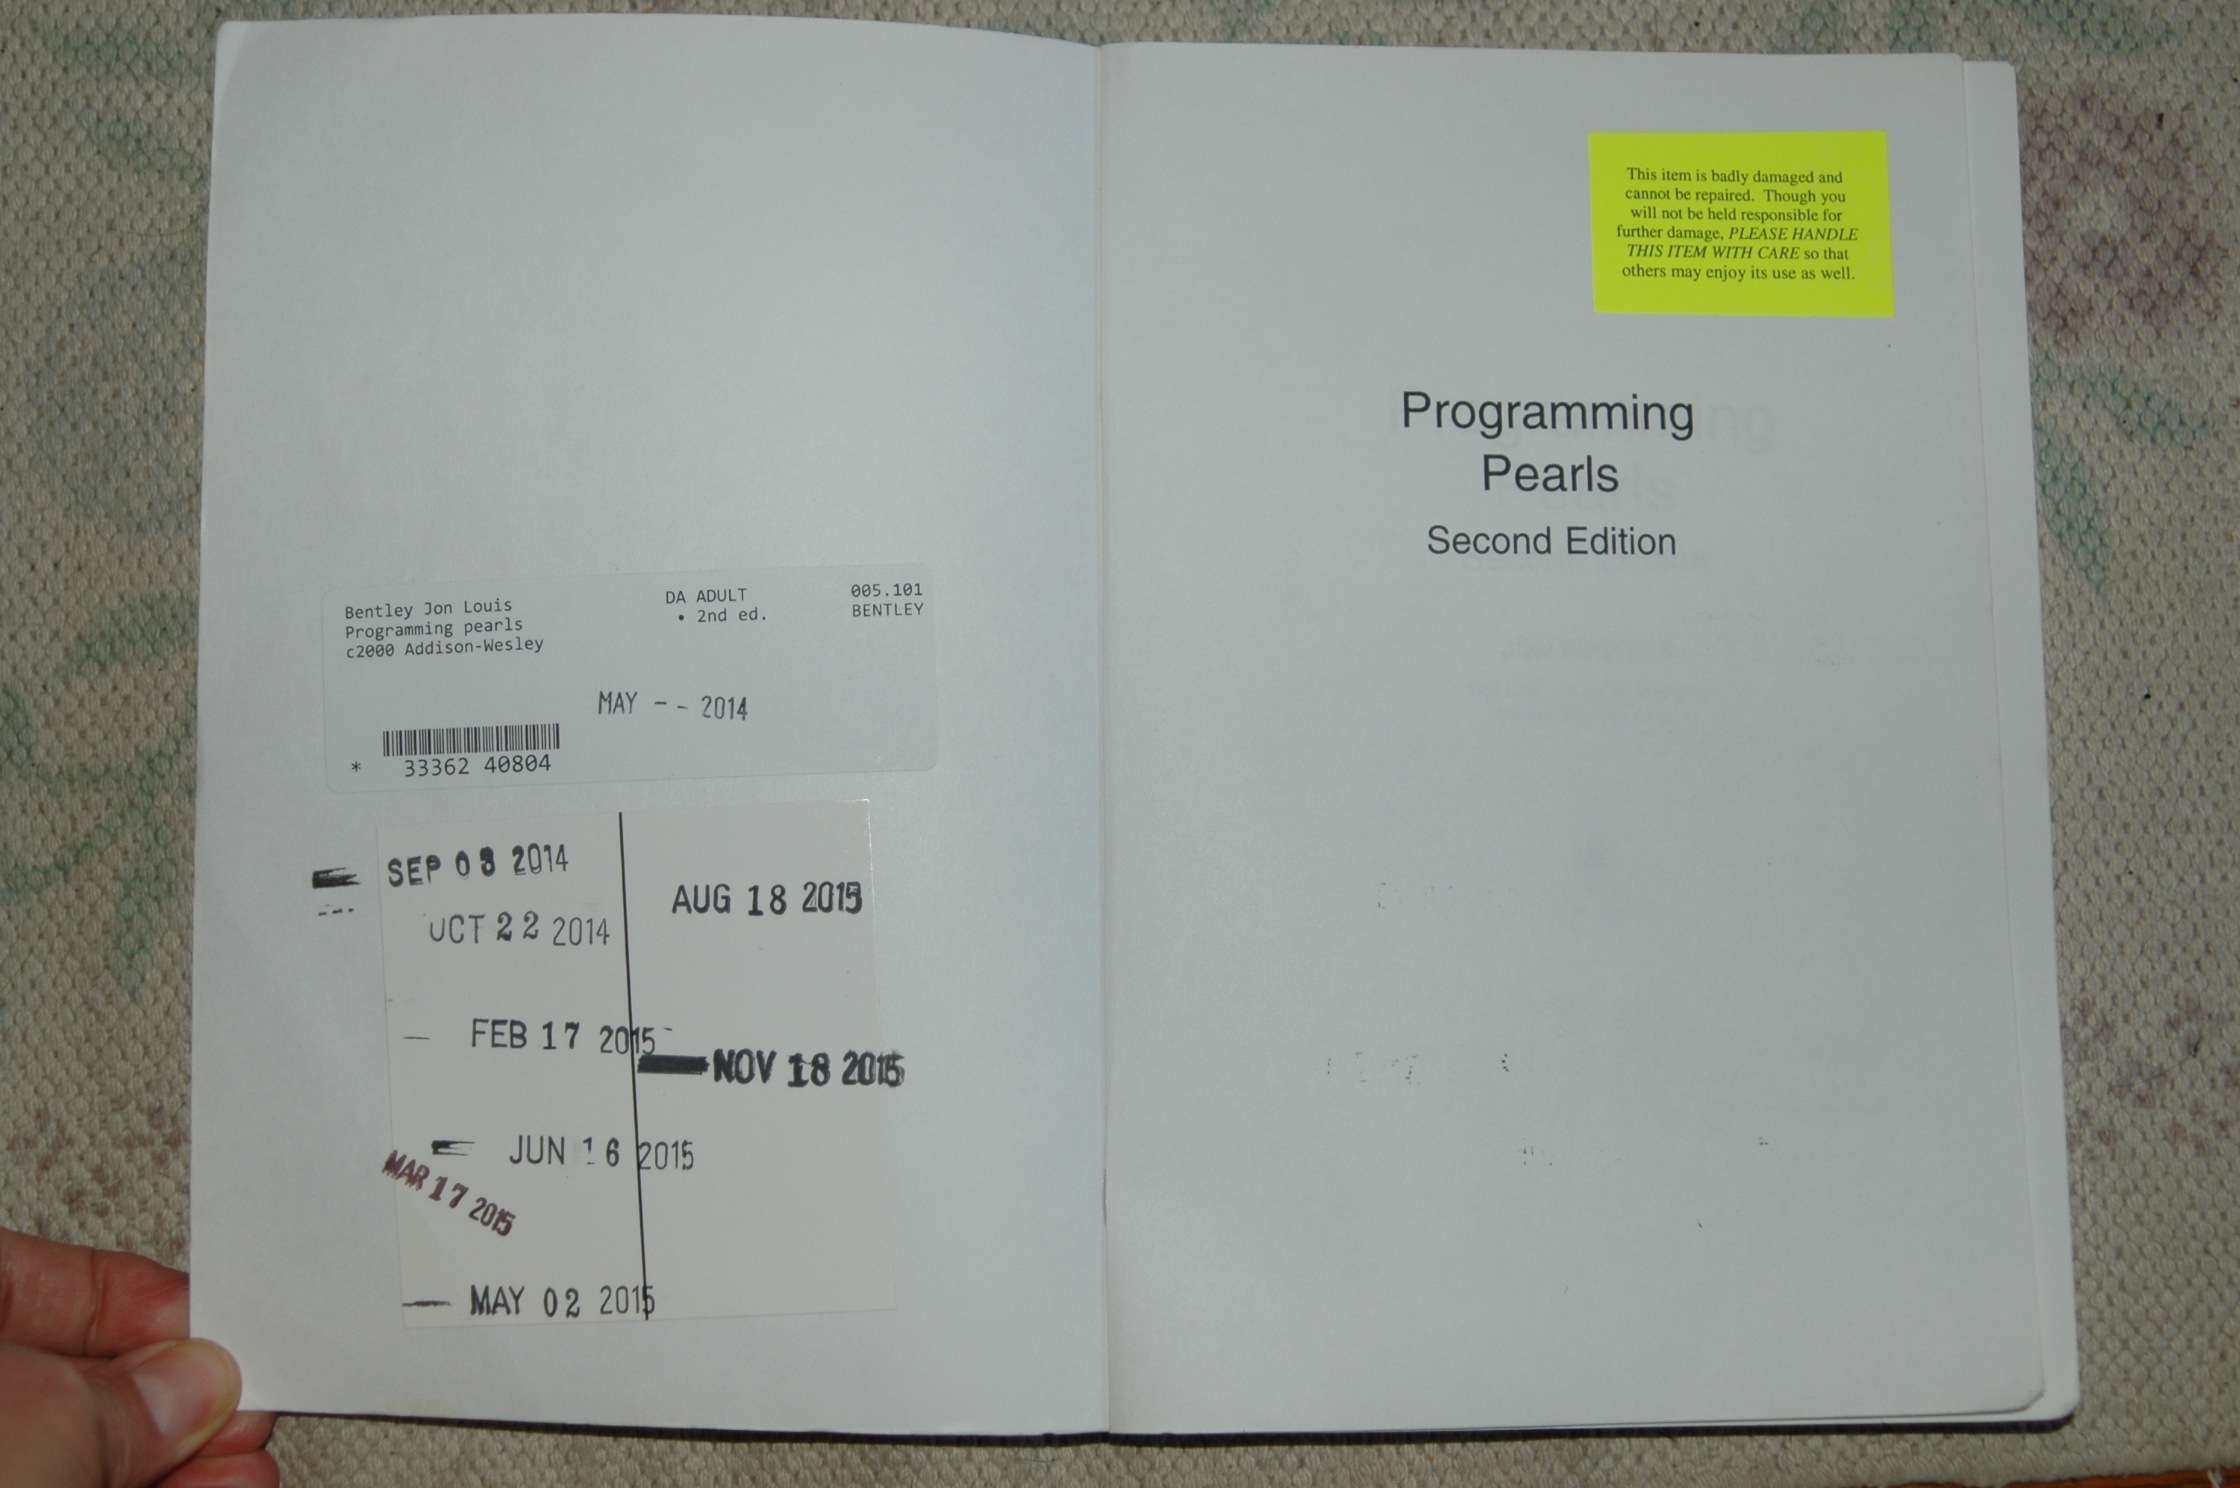 Bentley Jon Louis
Programming pearls
c2000 Addison-Wesley
DA ADULT
• 2nd ed.
005.101
BENTLEY
MAY - - 2014
* 33362 40804
SEP 03 2014
OCT 22 2014
FEB 17 2015
JUN 16 2015
MAR 17 2015
MAY 02 2015
AUG 18 2015
NOV 18 2015
This item is badly damaged and
cannot be repaired. Though you
will not be held responsible for
further damage, PLEASE HANDLE
THIS ITEM WITH CARE so that
others may enjoy its use as well.
Programming
Pearls
Second Edition